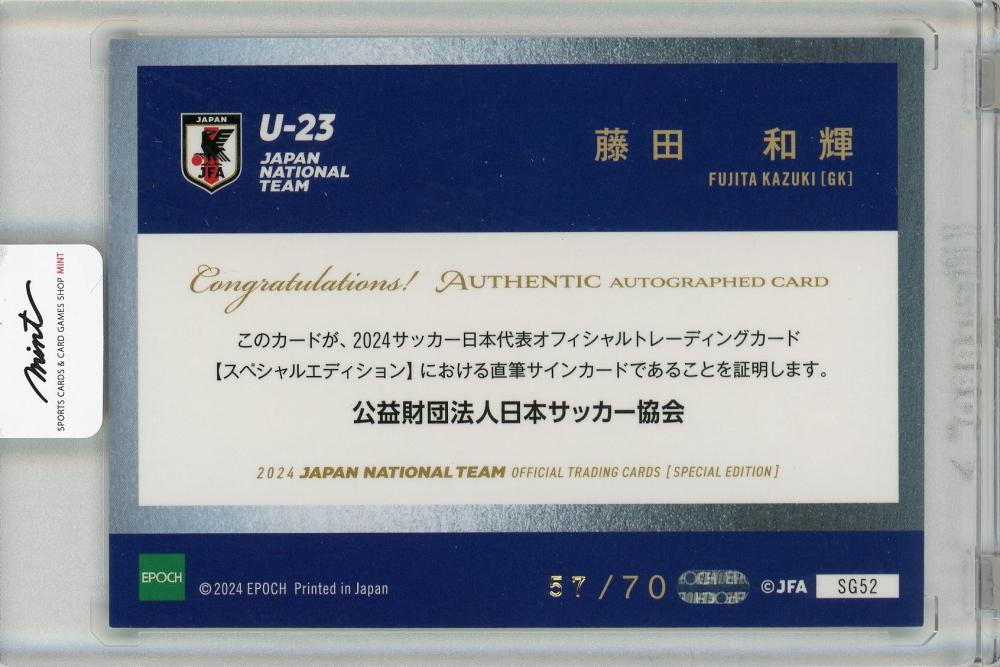 JAPAN
JFA
U-23
JAPAN
NATIONAL
TEAM
藤田 和輝
FUJITA KAZUKI [GK]
Congratulations! AUTHENTIC AUTOGRAPHED CARD
このカードが、2024サッカー日本代表オフィシャルトレーディングカード
【スペシャルエディション】における直筆サインカードであることを証明します。
公益財団法人日本サッカー協会
2024 JAPAN NATIONAL TEAM OFFICIAL TRADING CARDS [SPECIAL EDITION]
EPOCH
©2024 EPOCH Printed in Japan
57/70
©JFA
SG52
mint
SPORTS CARDS & CARD GAMES SHOP MINT